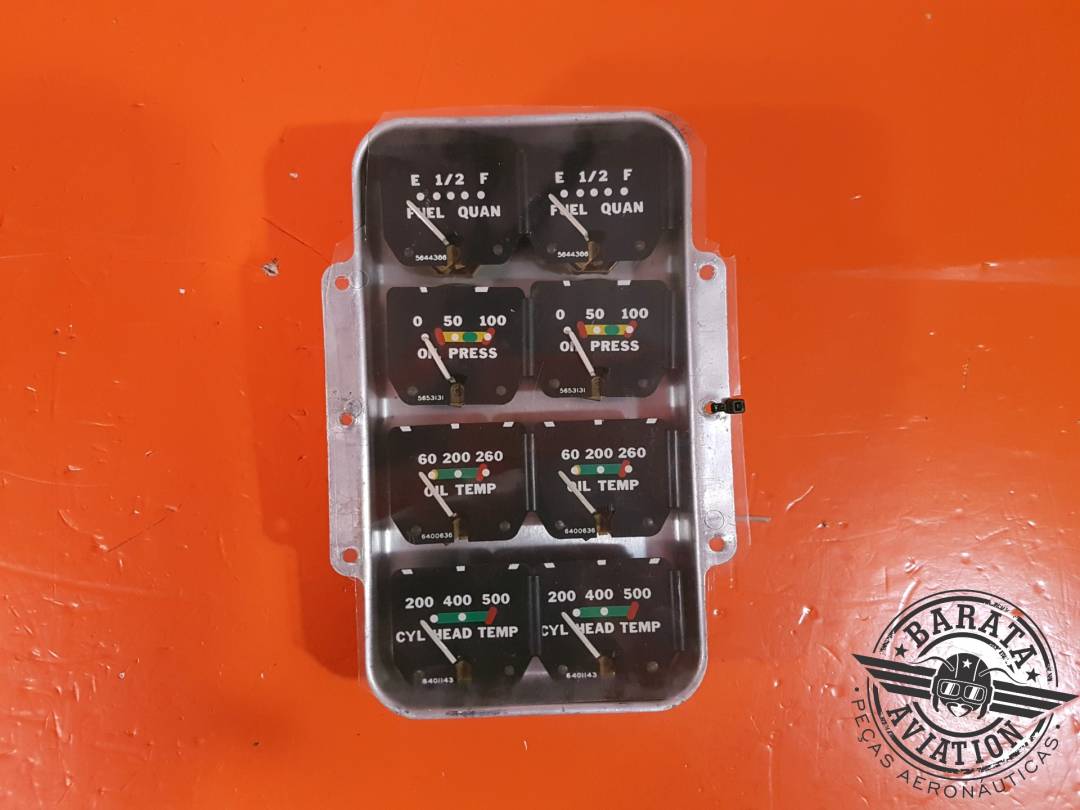 E 1/2 F
FUEL QUAN
5644386
E 1/2 F
FUEL QUAN
5644386
0 50 100
OIL PRESS
5653131
0 50 100
OIL PRESS
5653131
60 200 260
OIL TEMP
6400636
60 200 260
OIL TEMP
6400636
200 400 500
CYL HEAD TEMP
6401143
200 400 500
CYL HEAD TEMP
6401143
BARATA
AVIATION
PEÇAS AERONÁUTICAS